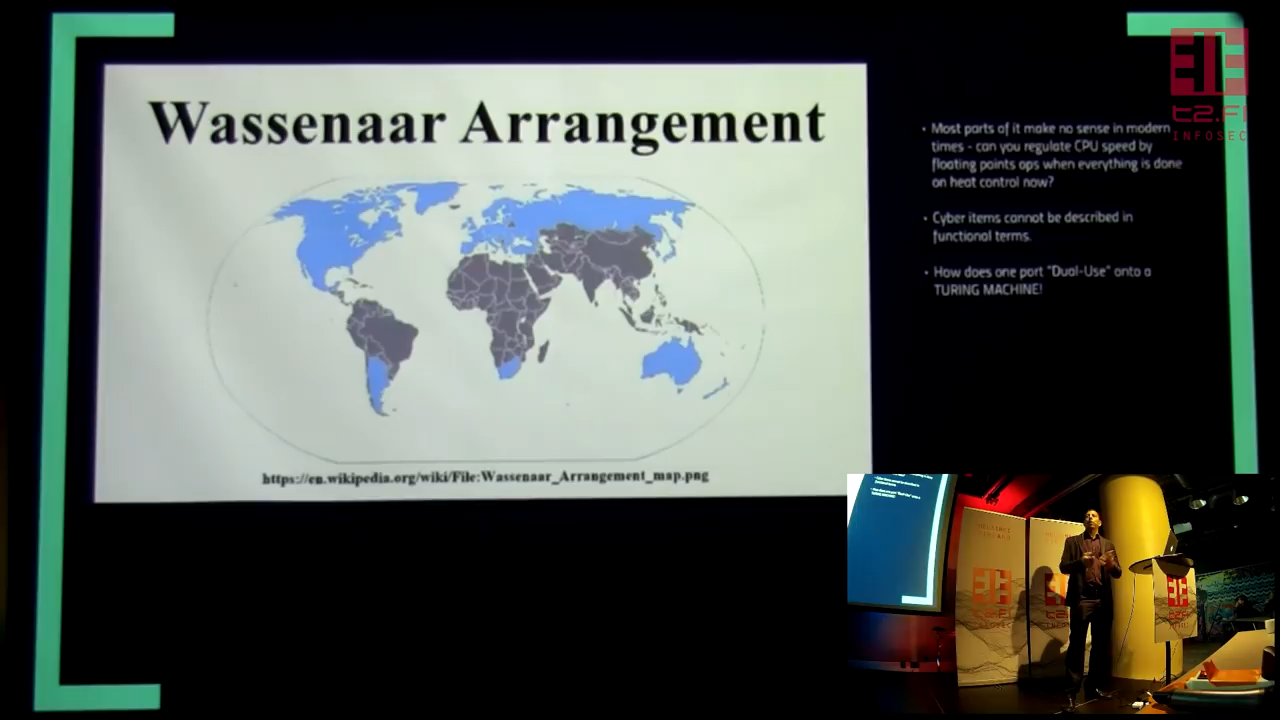 Wassenaar Arrangement
https://en.wikipedia.org/wiki/File:Wassenaar_Arrangement_map.png
• Most parts of it make no sense in modern
times - can you regulate CPU speed by
floating points ops when everything is done
on heat control now?
• Cyber items cannot be described in
functional terms.
• How does one port "Dual-Use" onto a
TURING MACHINE!
t2.fi
INFOSEC